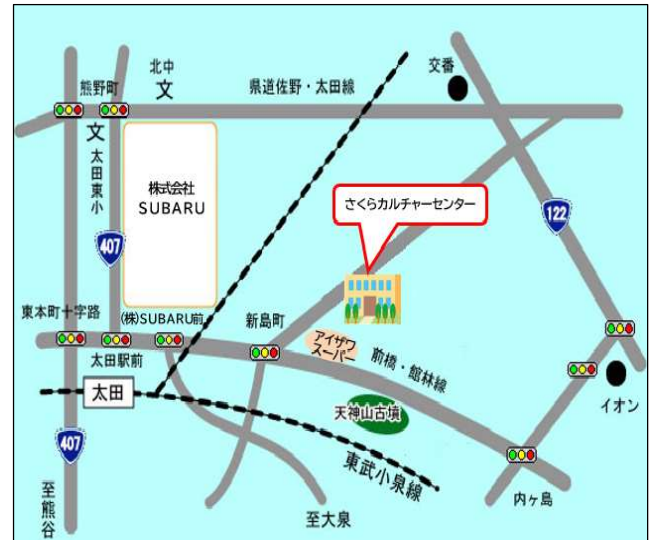 北中
文
交番
熊野町
県道佐野・太田線
文
太田東小
株式会社
SUBARU
さくらカルチャーセンター
122
407
東本町十字路
(株)SUBARU前
新島町
アイザワ
スーパー
前橋・館林線
太田駅前
太田
イオン
天神山古墳
407
東武小泉線
内ヶ島
至熊谷
至大泉